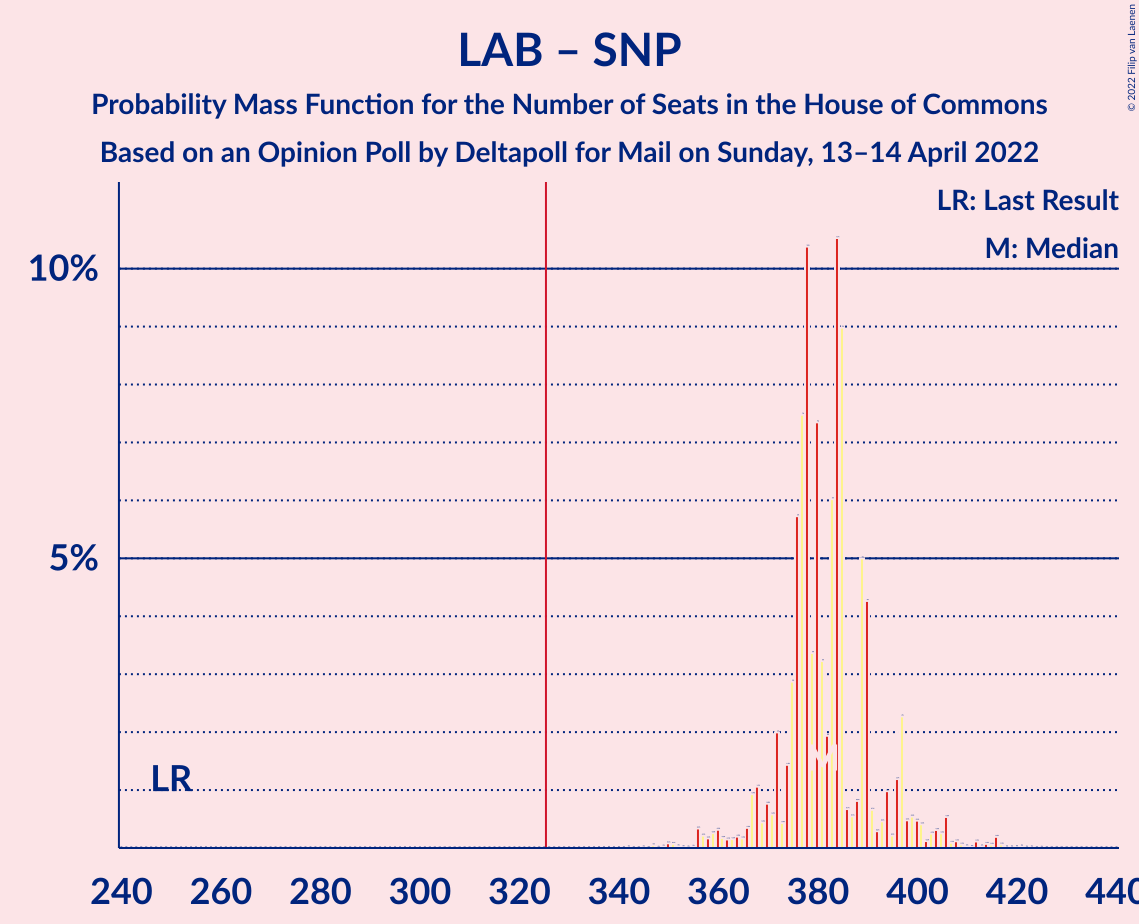 LAB – SNP
Probability Mass Function for the Number of Seats in the House of Commons
Based on an Opinion Poll by Deltapoll for Mail on Sunday, 13–14 April 2022
© 2022 Filip van Laenen
LR: Last Result
M: Median
10%
5%
LR
M
240 260 280 300 320 340 360 380 400 420 440